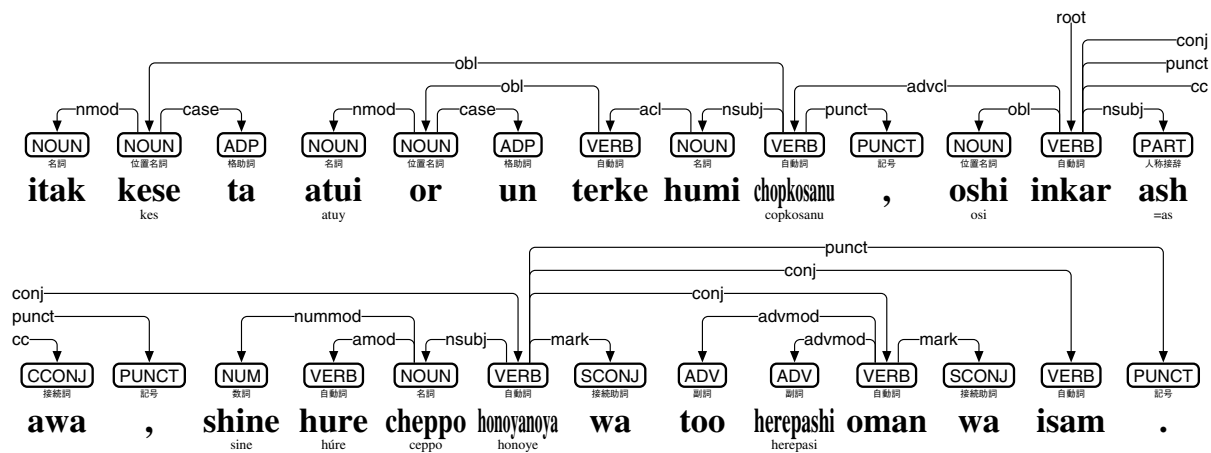 root
conj
obl punct
obl advcl cc
nmod case nmod case acl nsubj punct obl nsubj
NOUN NOUN ADP NOUN NOUN ADP VERB NOUN VERB PUNCT NOUN VERB PART
名詞 位置名詞 格助詞 名詞 位置名詞 格助詞 自動詞 名詞 自動詞 記号 位置名詞 自動詞 人称接辞
itak kese ta atui or un terke humi chopkosanu , oshi inkar ash
kes atuy copkosanu osi =as
punct
conj
conj conj
punct nummod advmod
cc amod nsubj mark advmod mark
CCONJ PUNCT NUM VERB NOUN VERB SCONJ ADV ADV VERB SCONJ VERB PUNCT
接続詞 記号 数詞 自動詞 名詞 自動詞 接続助詞 副詞 副詞 自動詞 接続助詞 自動詞 記号
awa , shine hure cheppo honoyanoya wa too herepashi oman wa isam .
sine húre ceppo honoye herepasi